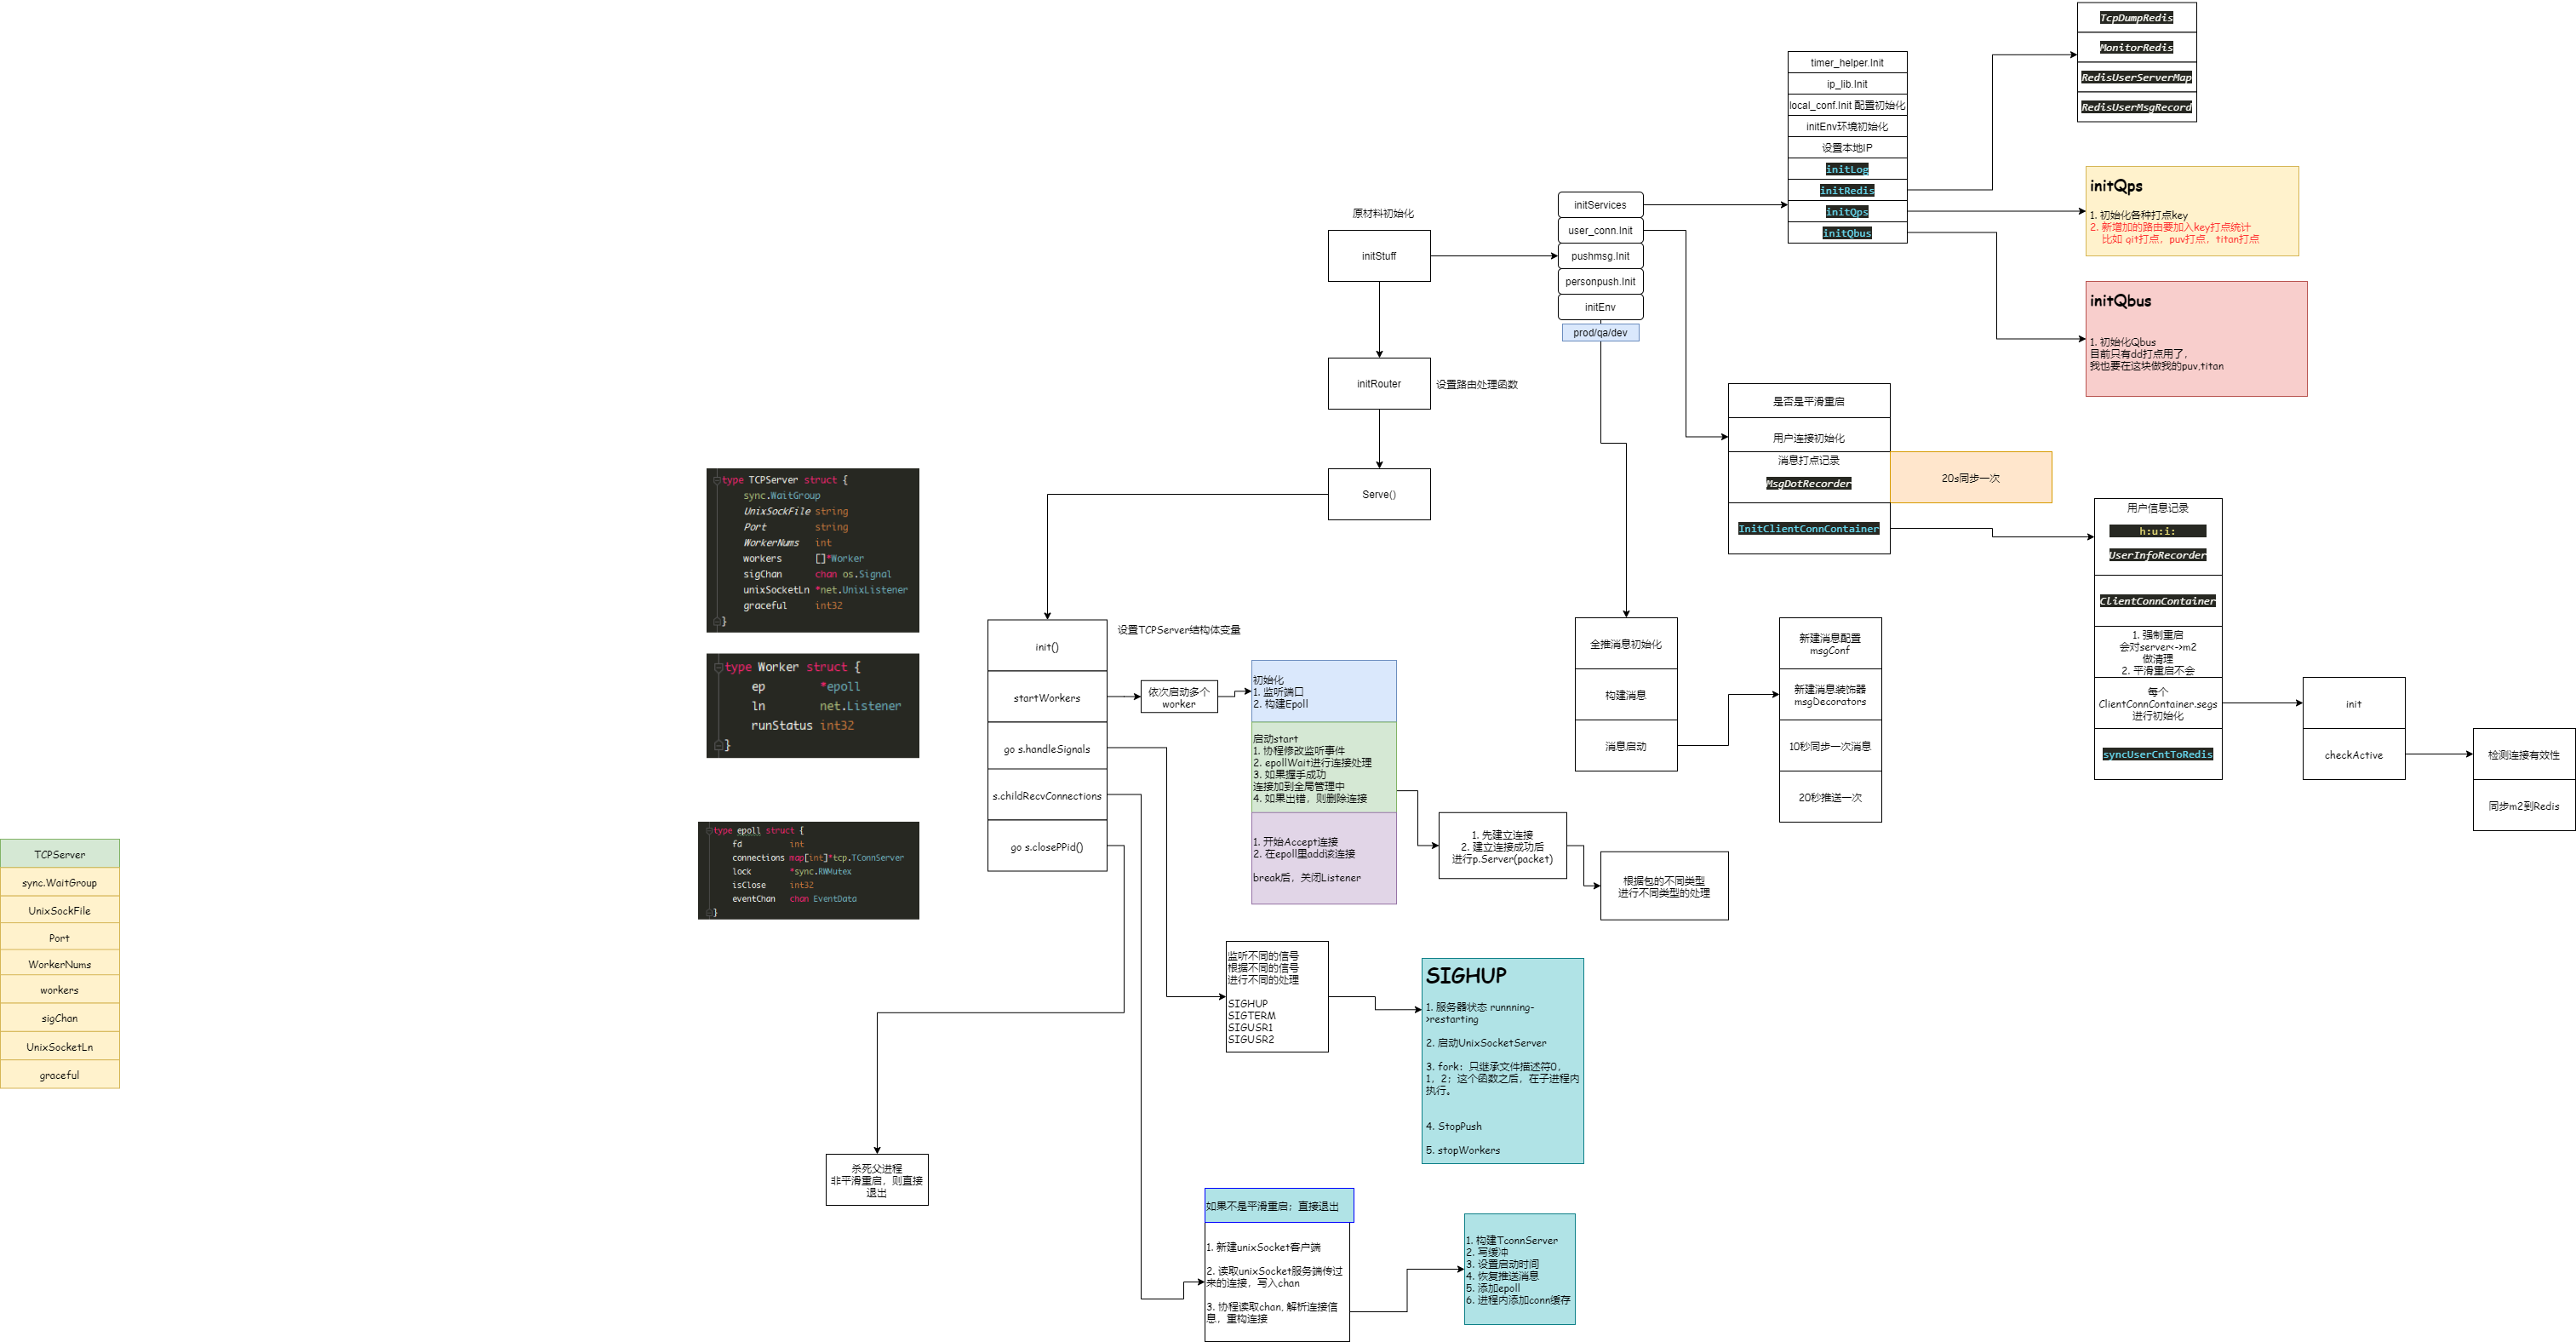 TcpDumpRedis
MonitorRedis
RedisUserServerMap
RedisUserMsgRecord
timer_helper.Init
ip_lib.Init
local_conf.Init 配置初始化
initEnv环境初始化
设置本地IP
initLog
initRedis
initQps
initQbus
initQps
1. 初始化各种打点key
2. 新增加的路由要加入key打点统计
比如 qit打点，puv打点，titan打点
initQbus
1. 初始化Qbus
目前只有dd打点用了，
我也要在这块做我的puv,titan
原材料初始化
initStuff
initServices
user_conn.Init
pushmsg.Init
personpush.Init
initEnv
prod/qa/dev
initRouter
设置路由处理函数
Serve()
是否是平滑重启
用户连接初始化
消息打点记录
MsgDotRecorder
20s同步一次
InitClientConnContainer
用户信息记录
h:u:i:
UserInfoRecorder
ClientConnContainer
1. 强制重启
会对server<->m2
做清理
2. 平滑重启不会
每个
ClientConnContainer.segs
进行初始化
syncUserCntToRedis
init
checkActive
检测连接有效性
同步m2到Redis
type TCPServer struct {
sync.WaitGroup
UnixSockFile string
Port string
WorkerNums int
workers []*Worker
sigChan chan os.Signal
unixSocketLn *net.UnixListener
graceful int32
}
type Worker struct {
ep *epoll
ln net.Listener
runStatus int32
}
type epoll struct {
fd int
connections map[int]*tcp.TConnServer
lock *sync.RWMutex
isClose int32
eventChan chan EventData
}
TCPServer
sync.WaitGroup
UnixSockFile
Port
WorkerNums
workers
sigChan
UnixSocketLn
graceful
init()
设置TCPServer结构体变量
startWorkers
go s.handleSignals
s.childRecvConnections
go s.closePPid()
依次启动多个
worker
初始化
1. 监听端口
2. 构建Epoll
启动start
1. 协程修改监听事件
2. epollWait进行连接处理
3. 如果握手成功
连接加到全局管理中
4. 如果出错，则删除连接
1. 开始Accept连接
2. 在epoll里add该连接
break后，关闭Listener
1. 先建立连接
2. 建立连接成功后
进行p.Server(packet)
根据包的不同类型
进行不同类型的处理
全推消息初始化
构建消息
消息启动
新建消息配置
msgConf
新建消息装饰器
msgDecorators
10秒同步一次消息
20秒推送一次
监听不同的信号
根据不同的信号
进行不同的处理
SIGHUP
SIGTERM
SIGUSR1
SIGUSR2
SIGHUP
1. 服务器状态 runnning-
>restarting
2. 启动UnixSocketServer
3. fork：只继承文件描述符0，
1，2；这个函数之后，在子进程内
执行。
4. StopPush
5. stopWorkers
杀死父进程
非平滑重启，则直接
退出
如果不是平滑重启；直接退出
1. 新建unixSocket客户端
2. 读取unixSocket服务端传过
来的连接，写入chan
3. 协程读取chan, 解析连接信
息，重构连接
1. 构建TconnServer
2. 写缓冲
3. 设置启动时间
4. 恢复推送消息
5. 添加epoll
6. 进程内添加conn缓存